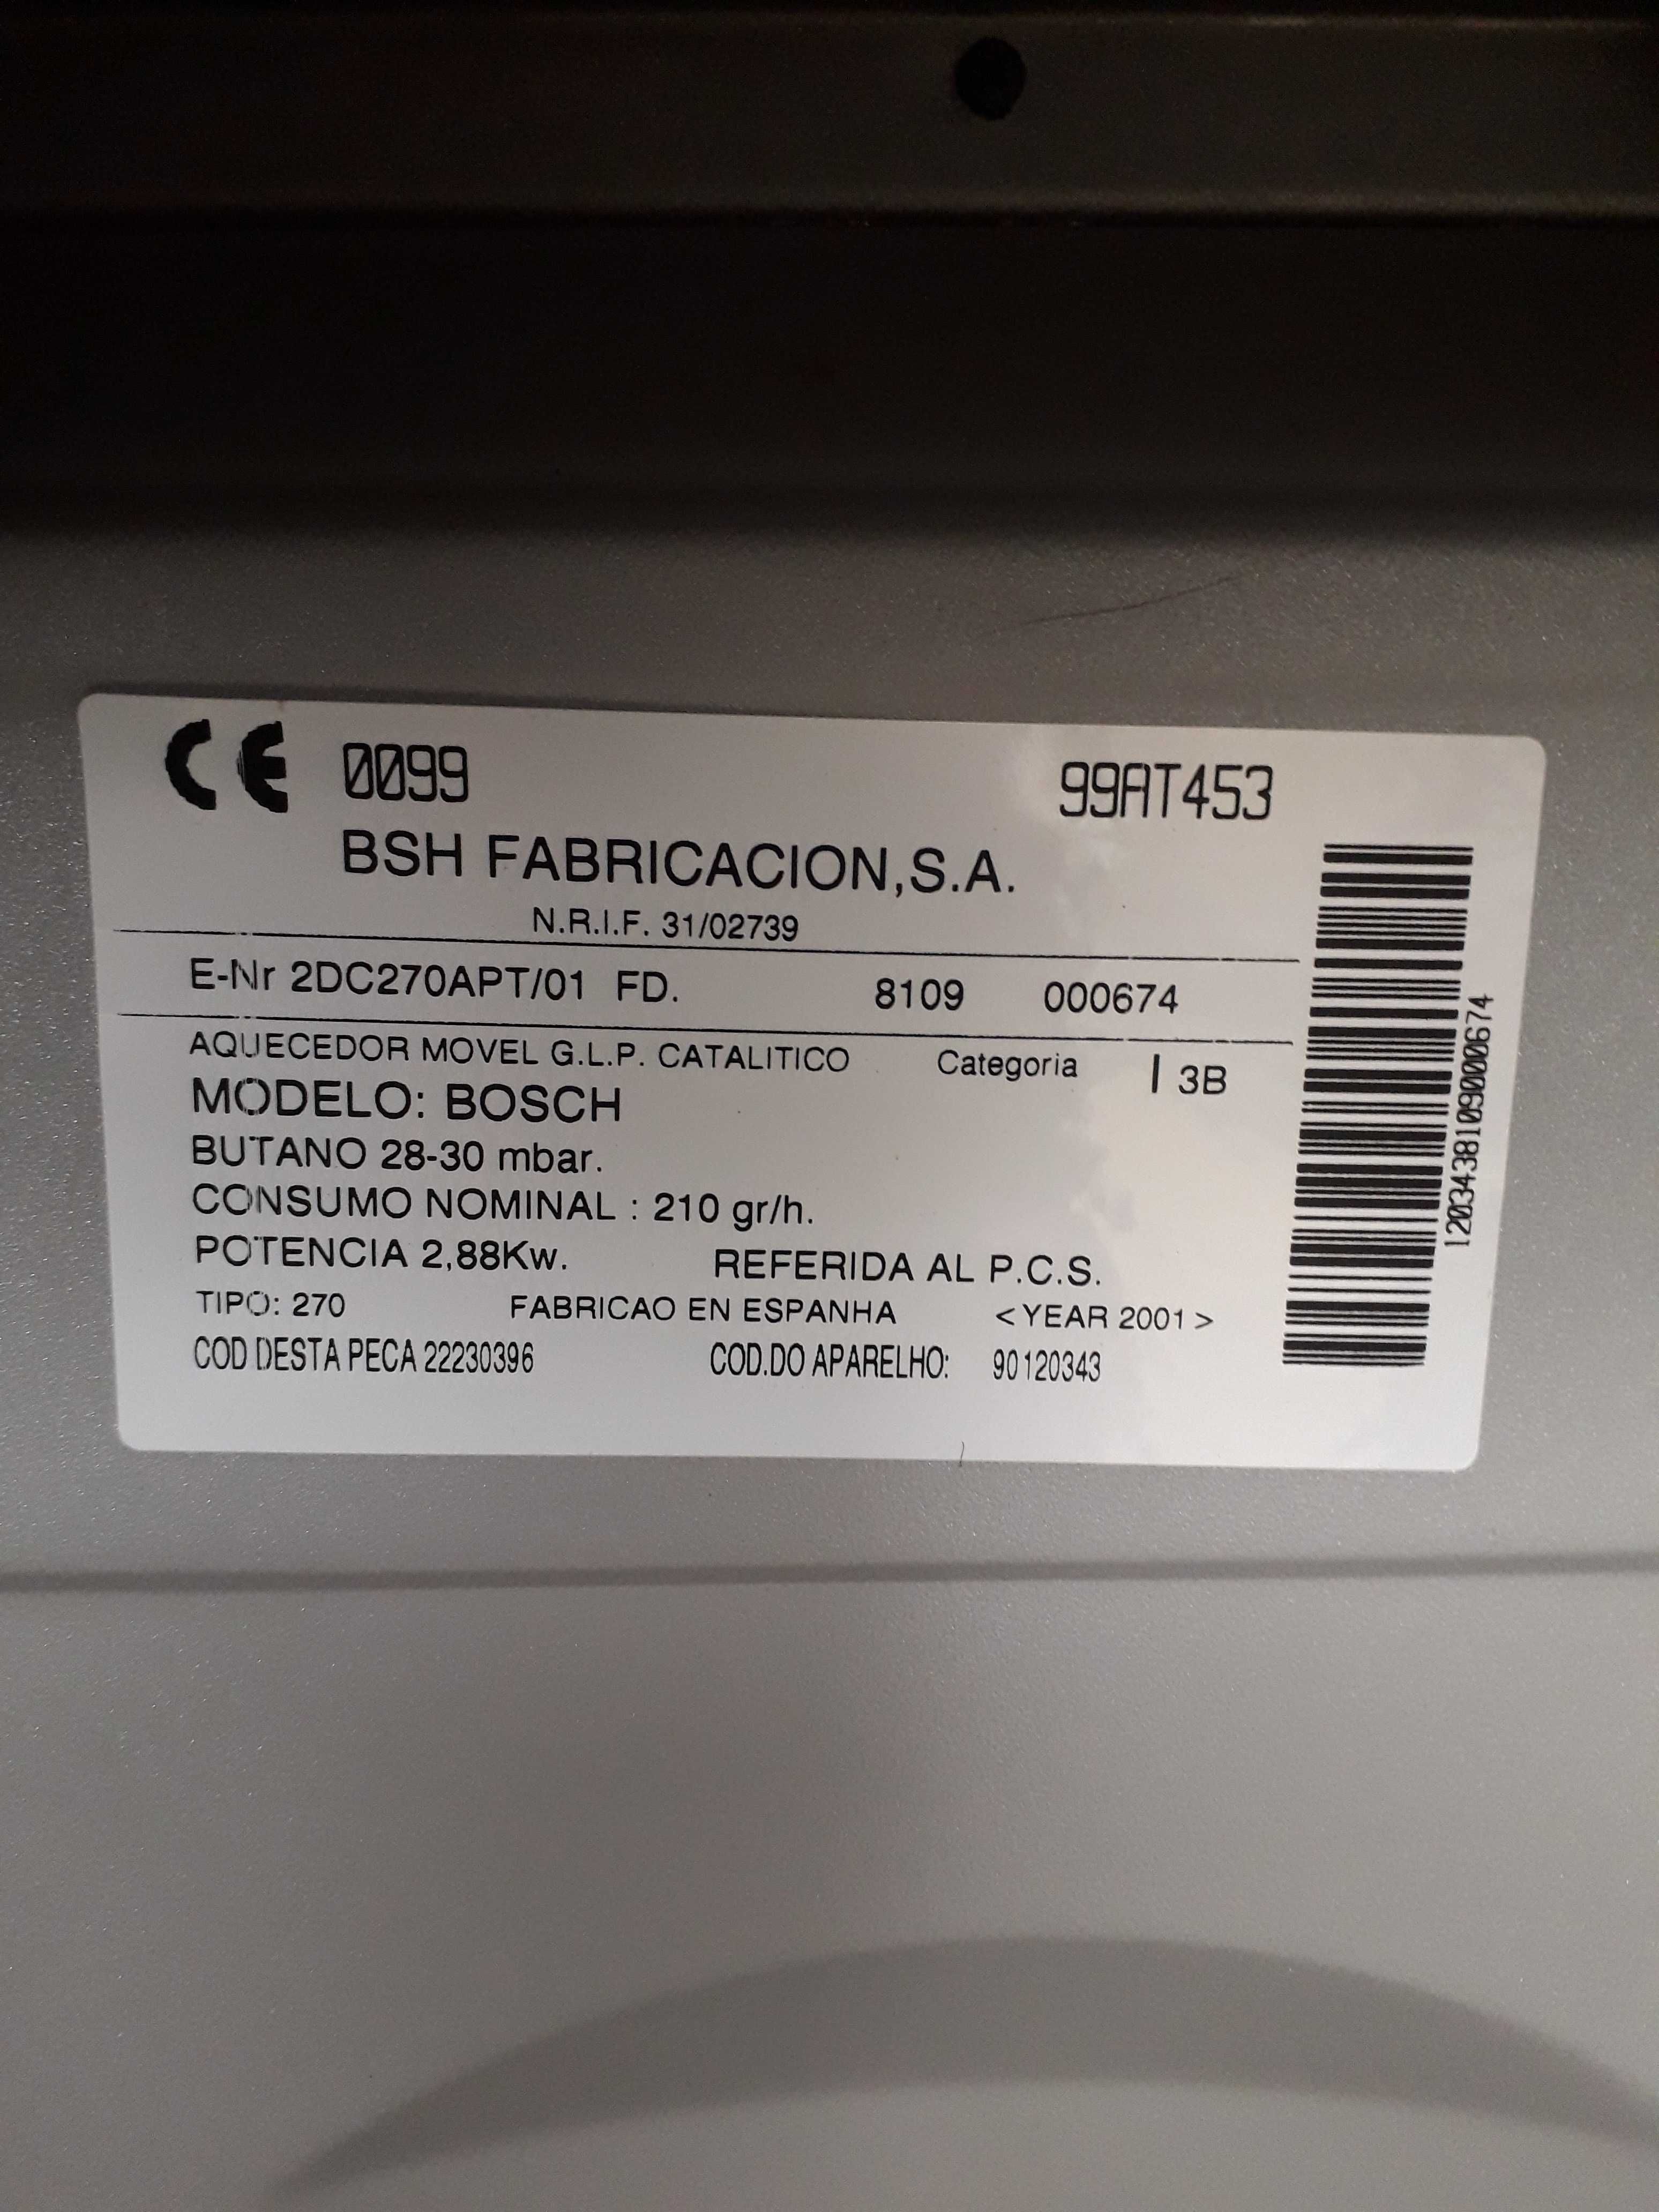 CE 0099 99AT453
BSH FABRICACION,S.A.
N.R.I.F. 31/02739
E-Nr 2DC270APT/01 FD. 8109 000674
AQUECEDOR MOVEL G.L.P. CATALITICO Categoria I 3B
MODELO: BOSCH
BUTANO 28-30 mbar.
CONSUMO NOMINAL : 210 gr/h.
POTENCIA 2,88Kw. REFERIDA AL P.C.S.
TIPO: 270 FABRICAO EN ESPANHA <YEAR 2001>
COD DESTA PECA 22230396 COD.DO APARELHO: 90120343
1203438109000674